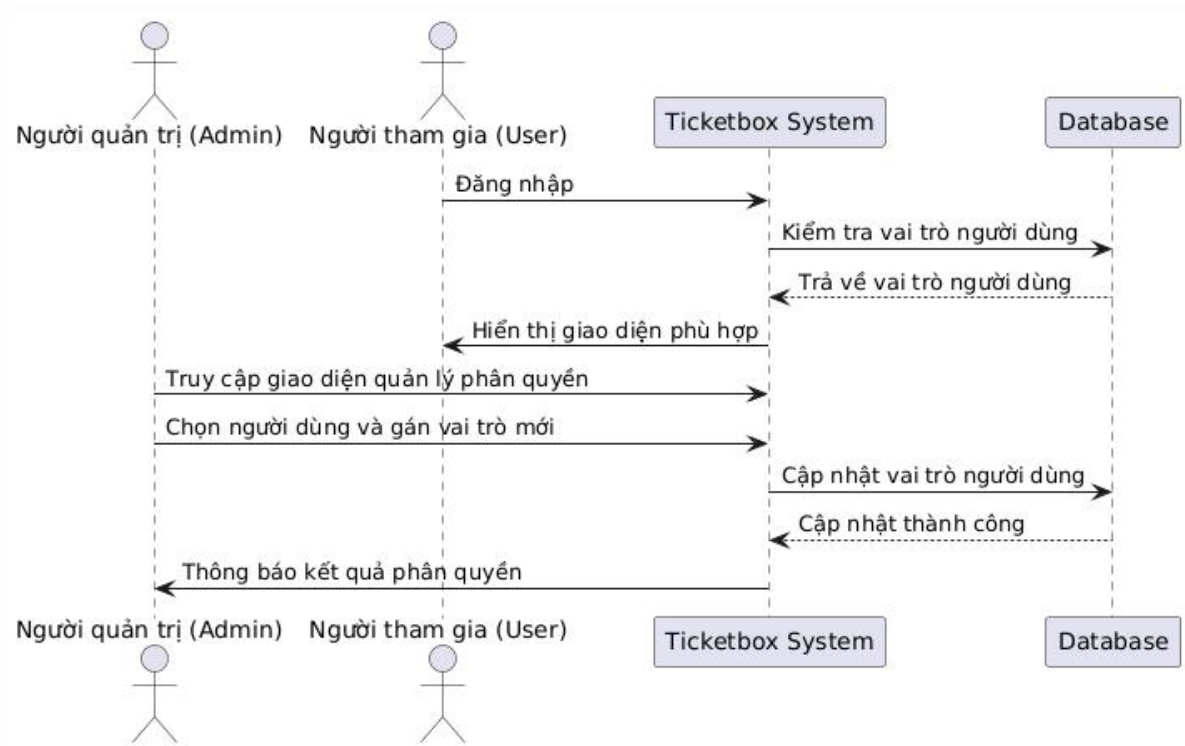 Người quản trị (Admin)
Người tham gia (User)
Ticketbox System
Database
Đăng nhập
Kiểm tra vai trò người dùng
Trả về vai trò người dùng
Hiển thị giao diện phù hợp
Truy cập giao diện quản lý phân quyền
Chọn người dùng và gán vai trò mới
Cập nhật vai trò người dùng
Cập nhật thành công
Thông báo kết quả phân quyền
Người quản trị (Admin)
Người tham gia (User)
Ticketbox System
Database